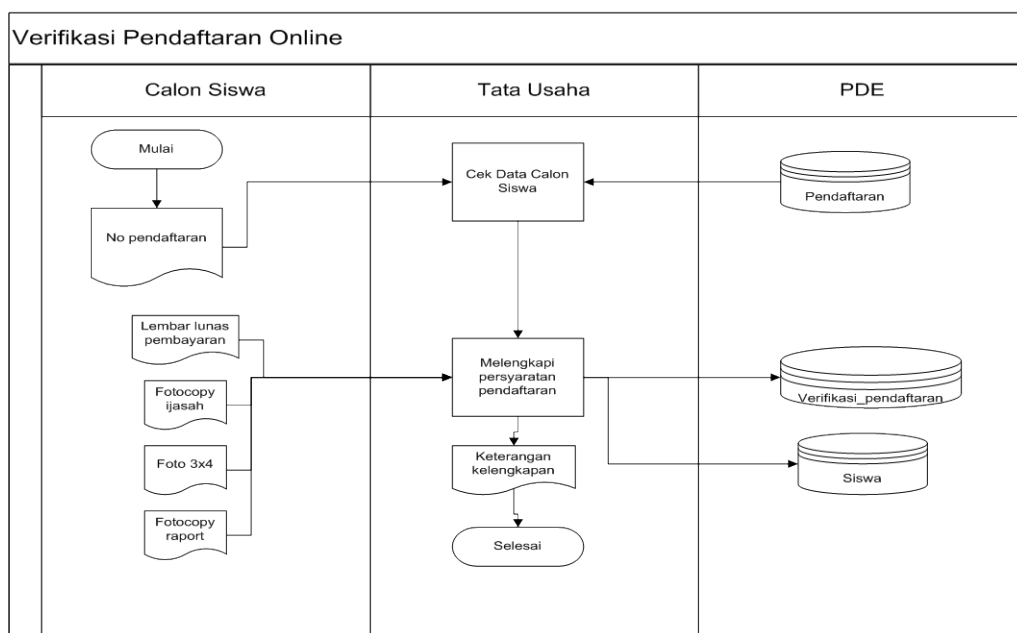 Verifikasi Pendaftaran Online
Calon Siswa
Tata Usaha
PDE
Mulai
Cek Data Calon
Siswa
Pendaftaran
No pendaftaran
Lembar lunas
pembayaran
Melengkapi
persyaratan
pendaftaran
Verifikasi_pendaftaran
Fotocopy
ijasah
Foto 3x4
Keterangan
kelengkapan
Siswa
Fotocopy
raport
Selesai